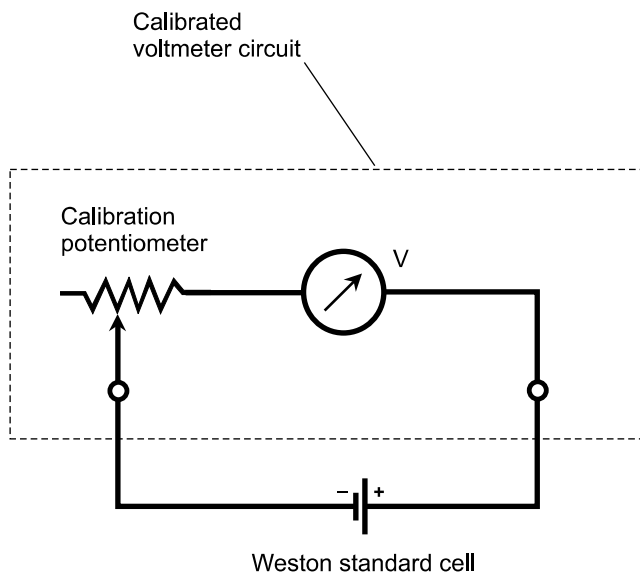 Calibrated
voltmeter circuit
Calibration
potentiometer
V
− +
Weston standard cell